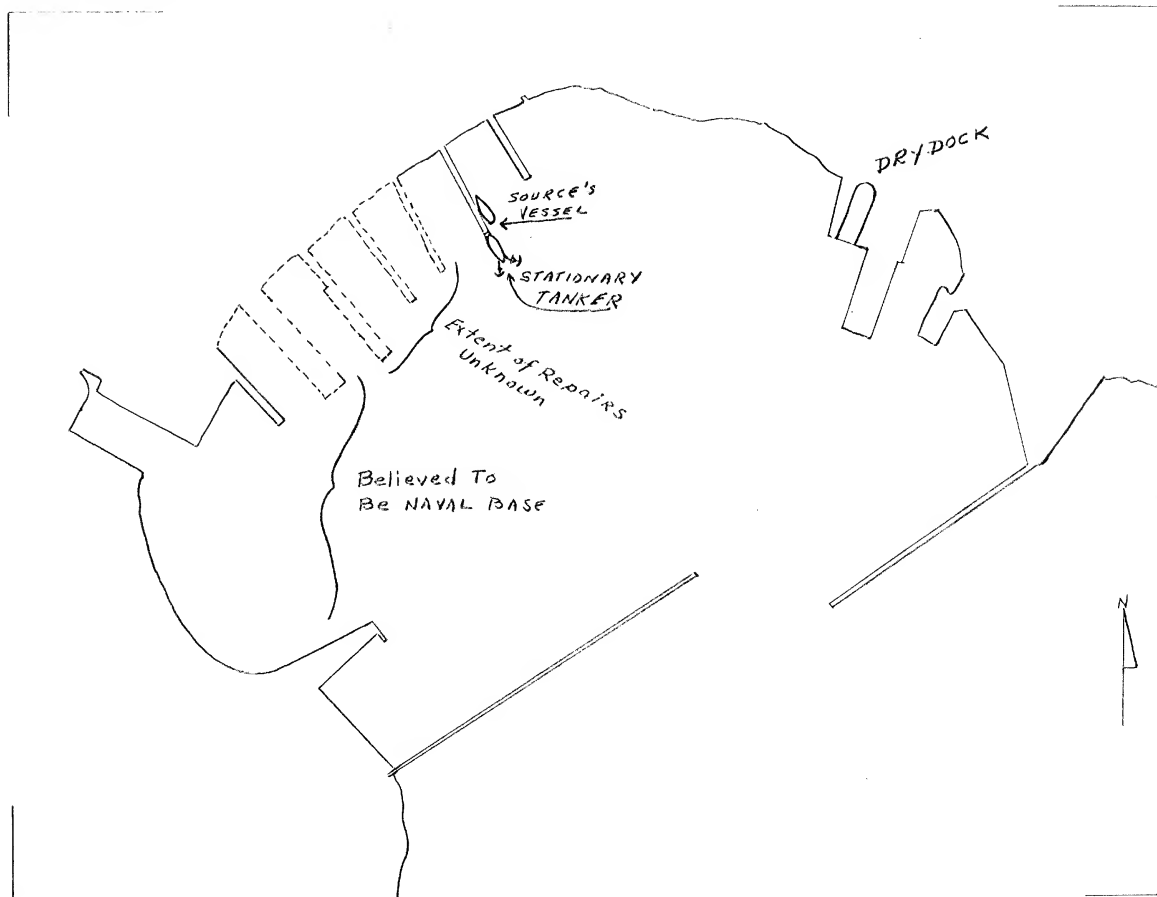 DRYDOCK
SOURCE'S
VESSEL
STATIONARY
TANKER
Extent of Repairs
Unknown
Believed To
Be NAVAL BASE
N